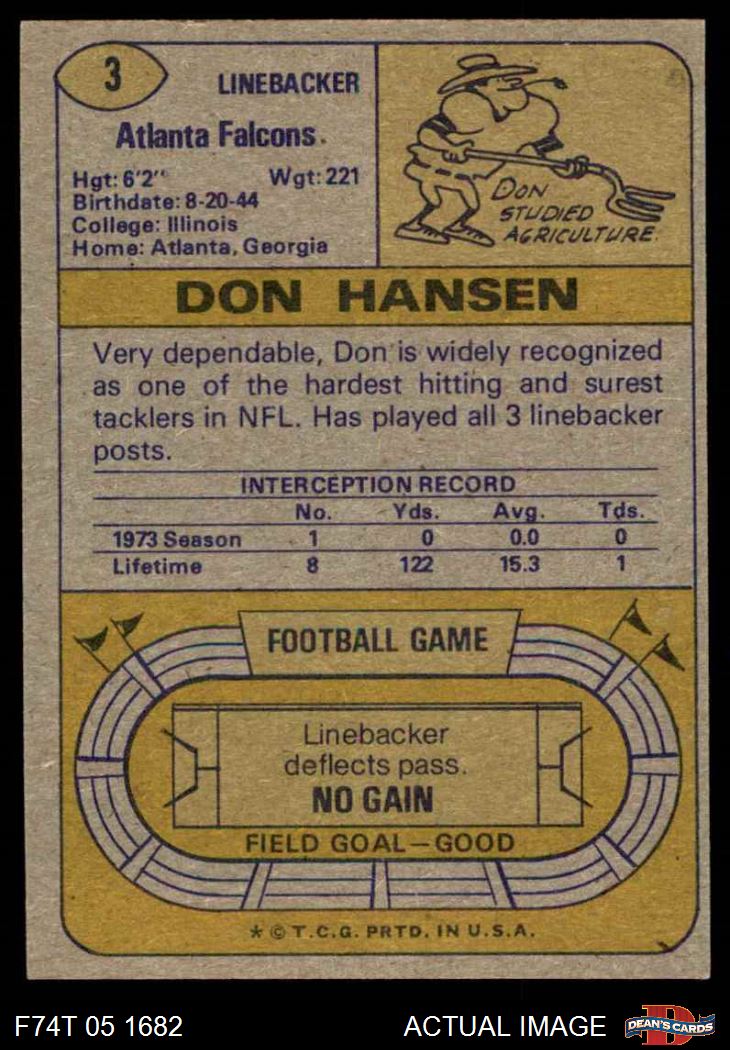 3
LINEBACKER
Atlanta Falcons.
Hgt: 6'2" Wgt: 221
Birthdate: 8-20-44
College: Illinois
Home: Atlanta, Georgia
DON STUDIED AGRICULTURE.
DON HANSEN
Very dependable, Don is widely recognized
as one of the hardest hitting and surest
tacklers in NFL. Has played all 3 linebacker
posts.
INTERCEPTION RECORD
No. Yds. Avg. Tds.
1973 Season 1 0 0.0 0
Lifetime 8 122 15.3 1
FOOTBALL GAME
Linebacker
deflects pass.
NO GAIN
FIELD GOAL—GOOD
* © T.C.G. PRTD. IN U.S.A.
F74T 05 1682 ACTUAL IMAGE
D
DEAN'S CARDS